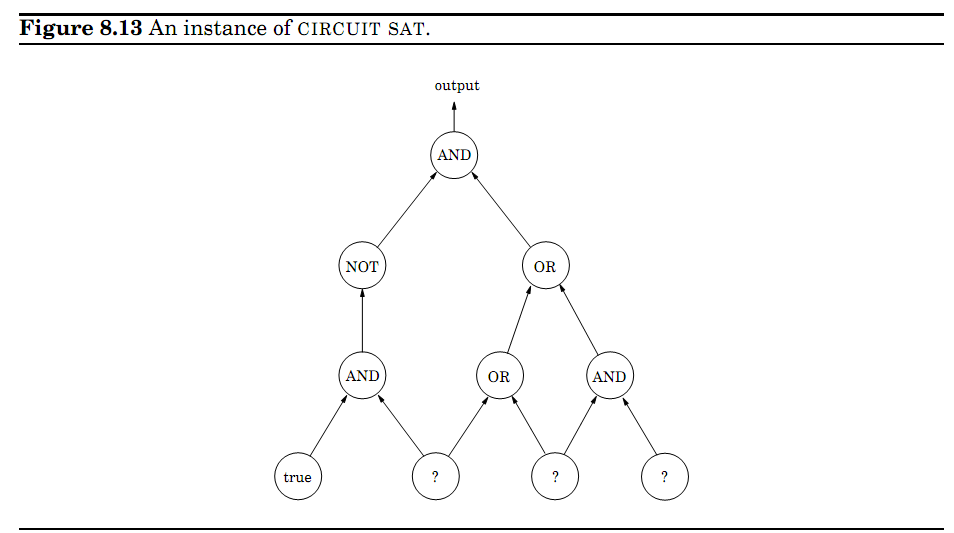 Figure 8.13 An instance of CIRCUIT SAT.
output
AND
NOT
OR
AND
OR
AND
true
?
?
?